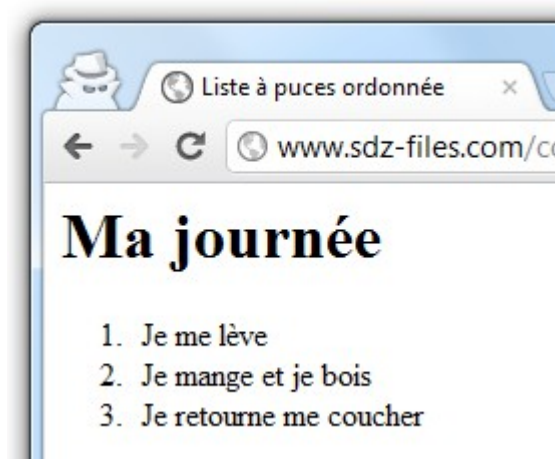 Liste à puces ordonnée
www.sdz-files.com/
Ma journée
1. Je me lève
2. Je mange et je bois
3. Je retourne me coucher